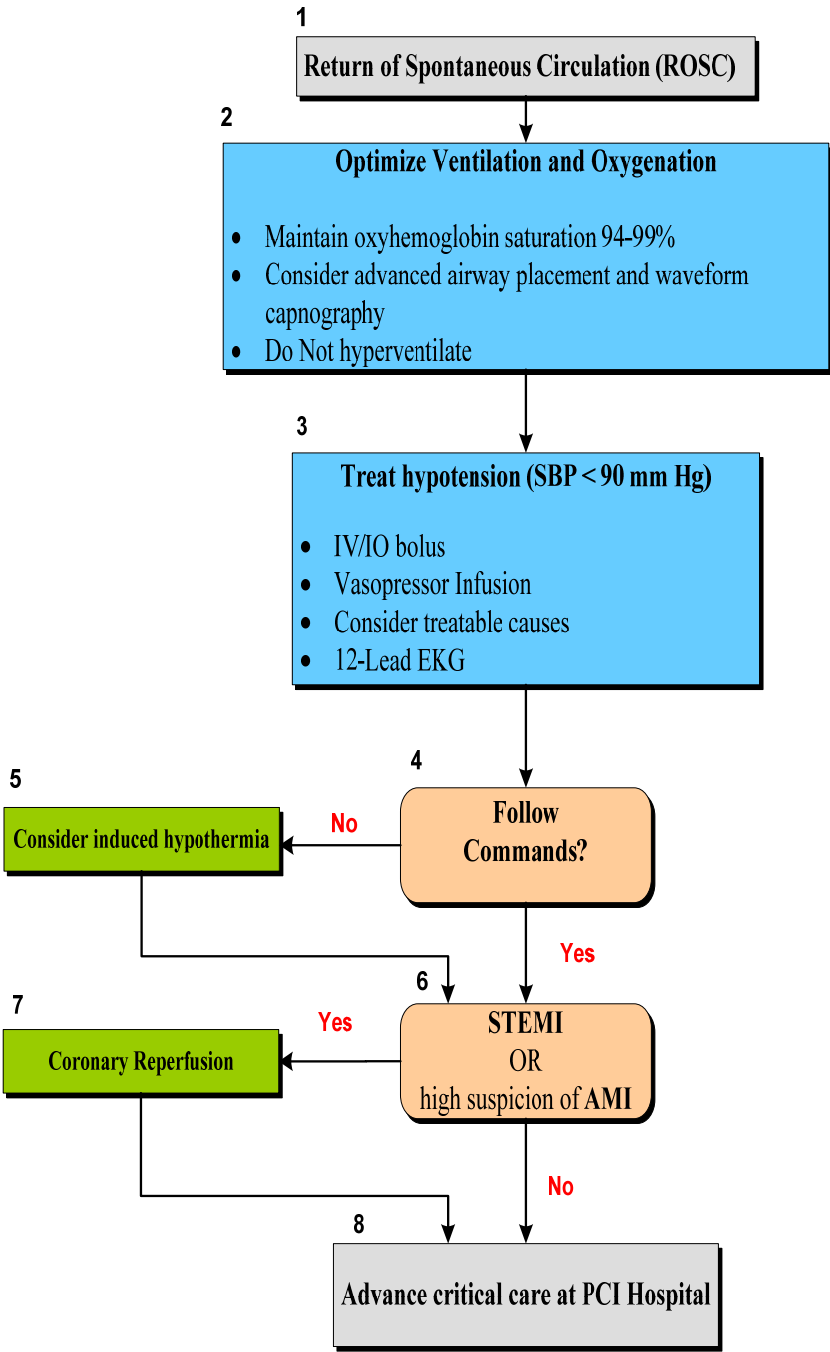 1
Return of Spontaneous Circulation (ROSC)
2
Optimize Ventilation and Oxygenation
• Maintain oxyhemoglobin saturation 94-99%
• Consider advanced airway placement and waveform
capnography
• Do Not hyperventilate
3
Treat hypotension (SBP < 90 mm Hg)
• IV/IO bolus
• Vasopressor Infusion
• Consider treatable causes
• 12-Lead EKG
4
Follow
Commands?
5
Consider induced hypothermia
No
Yes
6
STEMI
OR
high suspicion of AMI
7
Coronary Reperfusion
Yes
No
8
Advance critical care at PCI Hospital